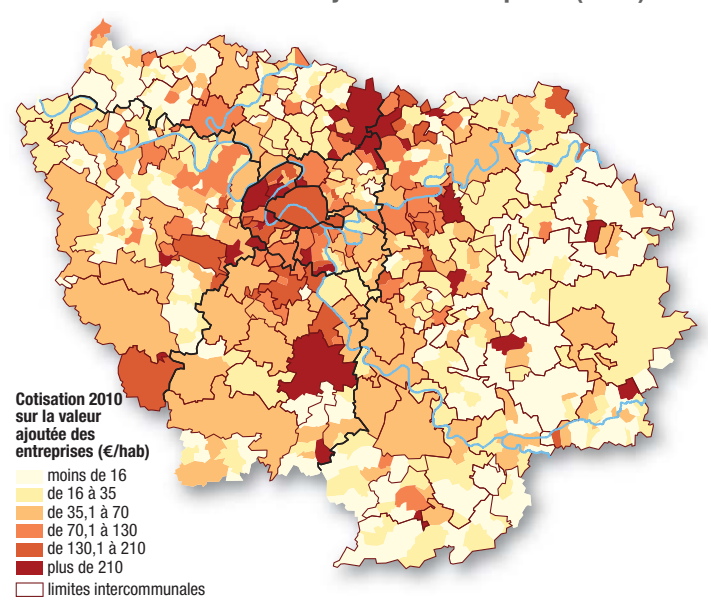 Cotisation 2010
sur la valeur
ajoutée des
entreprises (€/hab)
moins de 16
de 16 à 35
de 35,1 à 70
de 70,1 à 130
de 130,1 à 210
plus de 210
limites intercommunales